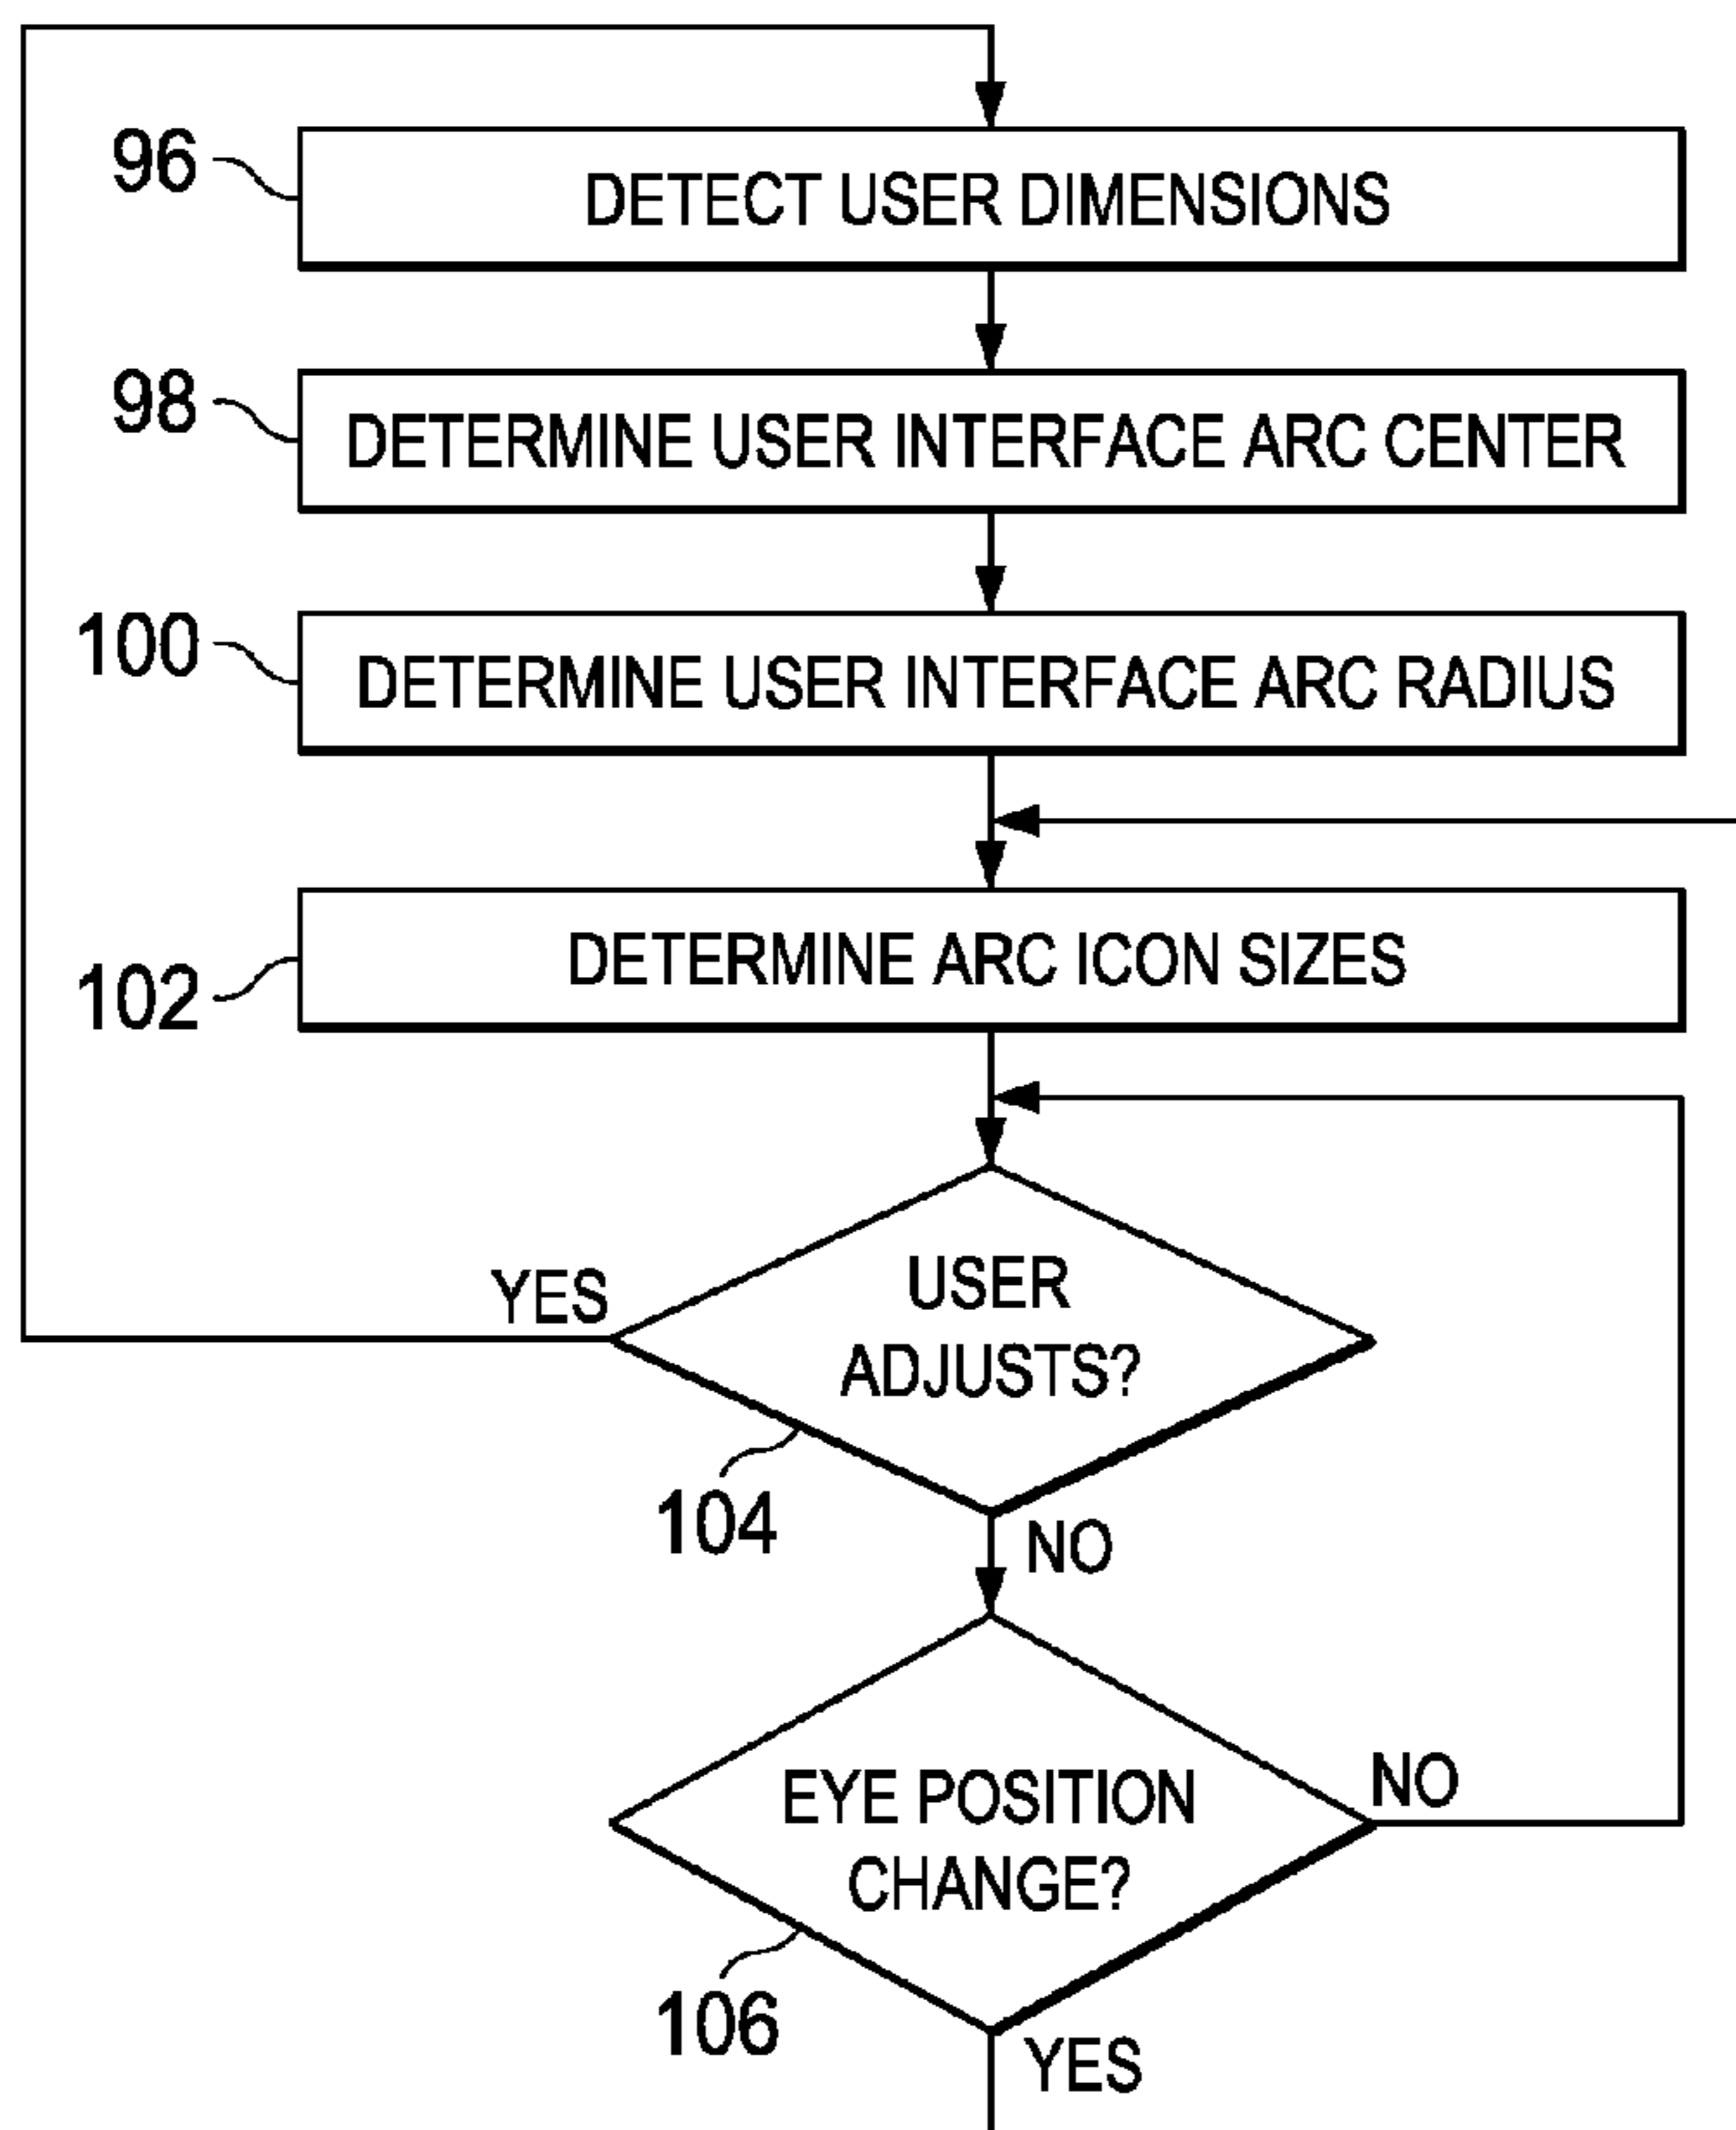 96
DETECT USER DIMENSIONS
98
DETERMINE USER INTERFACE ARC CENTER
100
DETERMINE USER INTERFACE ARC RADIUS
102
DETERMINE ARC ICON SIZES
YES
USER
ADJUSTS?
104
NO
EYE POSITION
CHANGE?
NO
106
YES